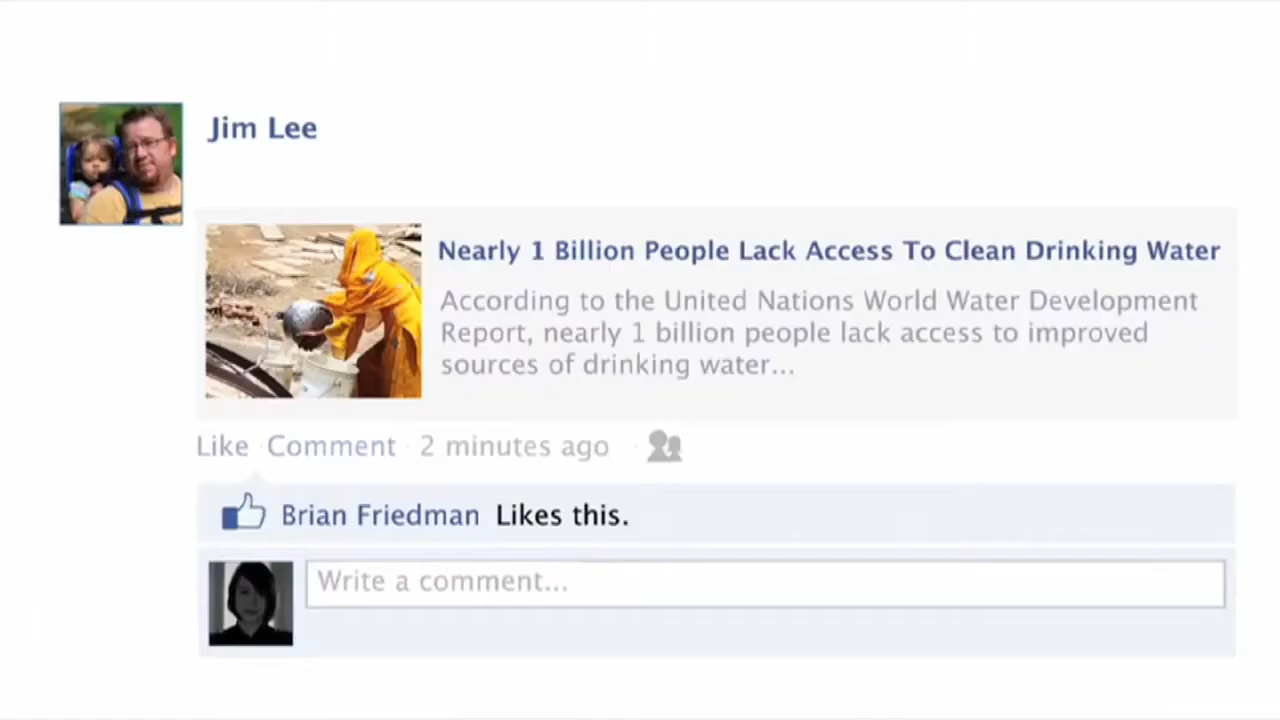 Jim Lee
Nearly 1 Billion People Lack Access To Clean Drinking Water
According to the United Nations World Water Development
Report, nearly 1 billion people lack access to improved
sources of drinking water...
Like · Comment · 2 minutes ago ·
Brian Friedman Likes this.
Write a comment...